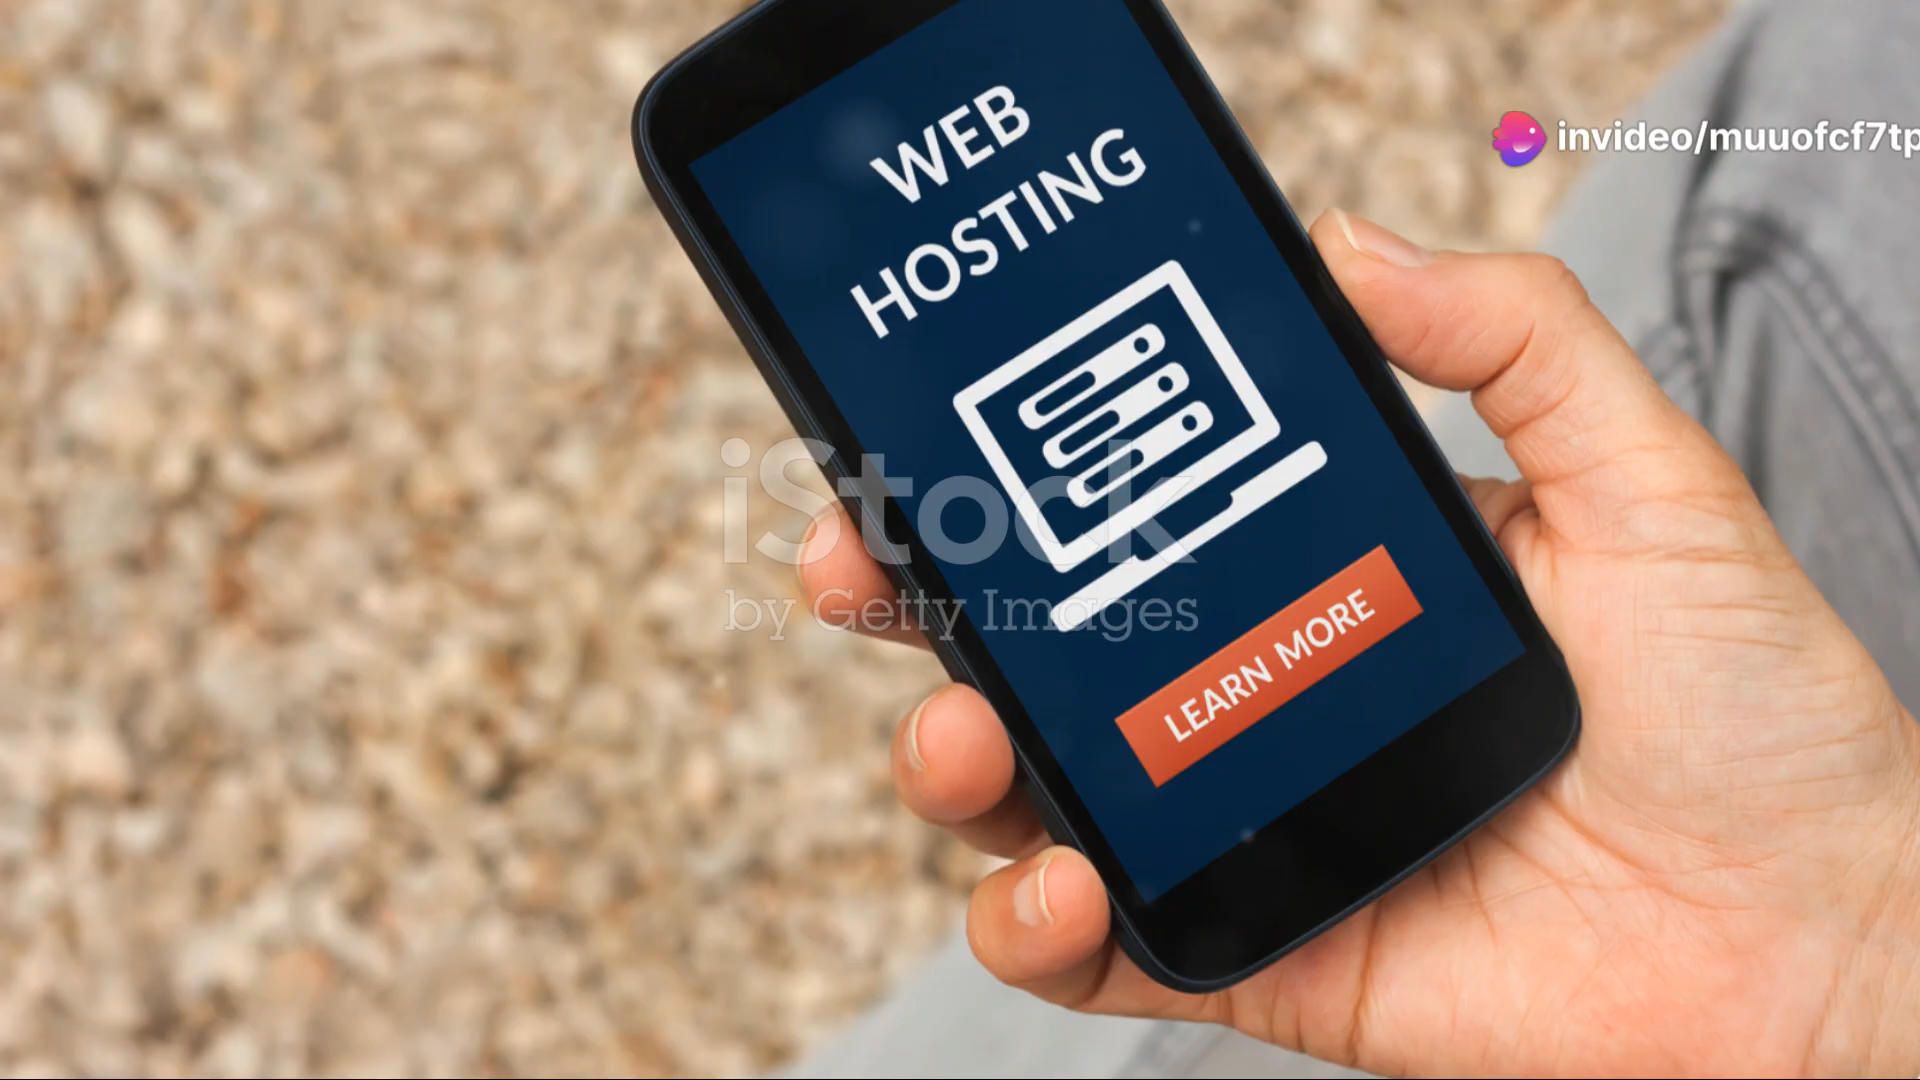 WEB
HOSTING
invideo/muuofcf7tp
iStock
by Getty Images
LEARN MORE